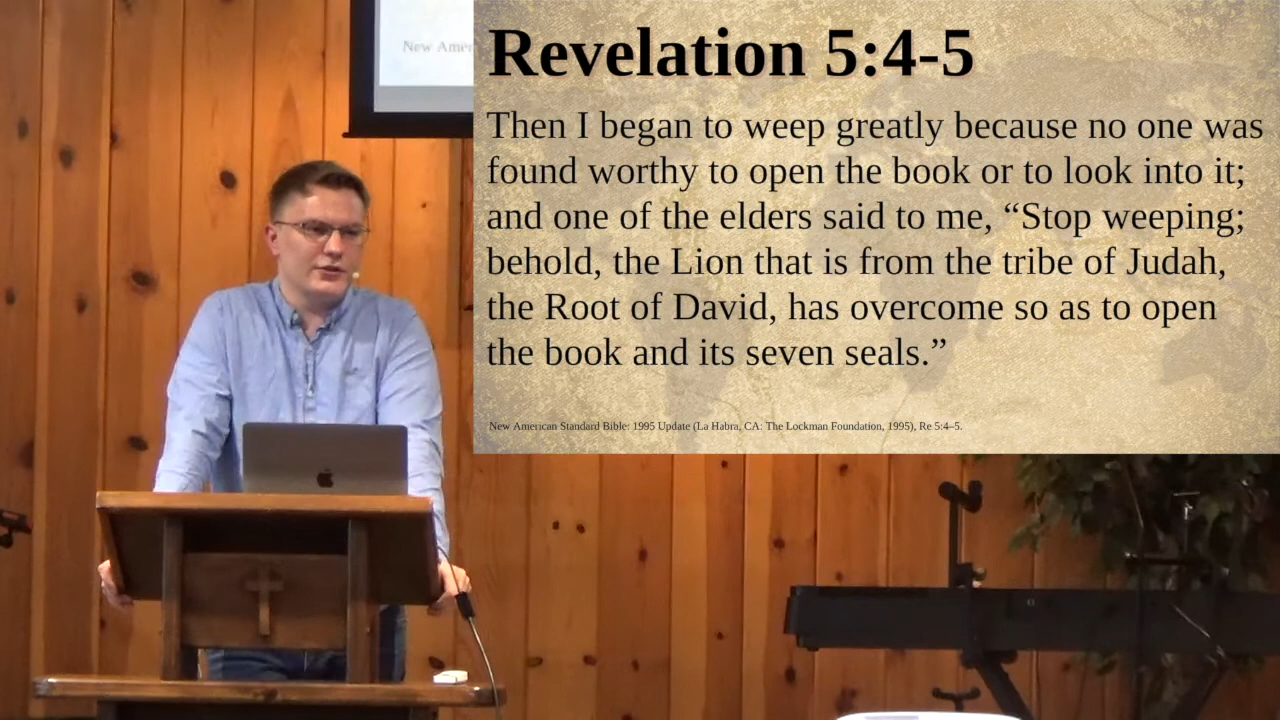 New Amer
Revelation 5:4-5
Then I began to weep greatly because no one was
found worthy to open the book or to look into it;
and one of the elders said to me, “Stop weeping;
behold, the Lion that is from the tribe of Judah,
the Root of David, has overcome so as to open
the book and its seven seals.”
New American Standard Bible: 1995 Update (La Habra, CA: The Lockman Foundation, 1995), Re 5:4–5.